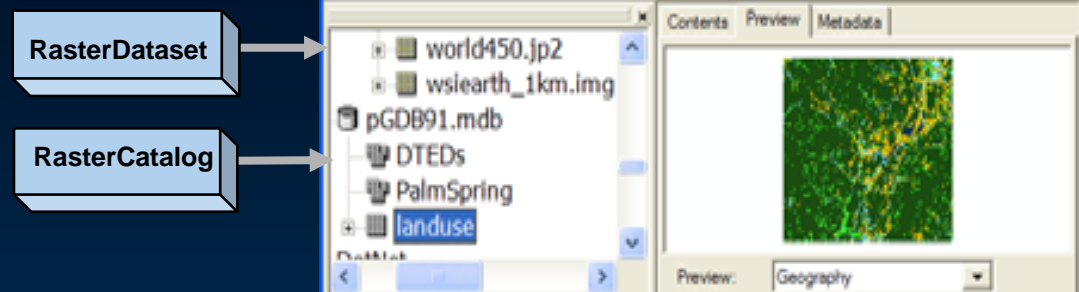 RasterDataset
RasterCatalog
world450.jp2
wsiearth_1km.img
pGDB91.mdb
DTEDs
PalmSpring
landuse
Contents Preview Metadata
Preview: Geography